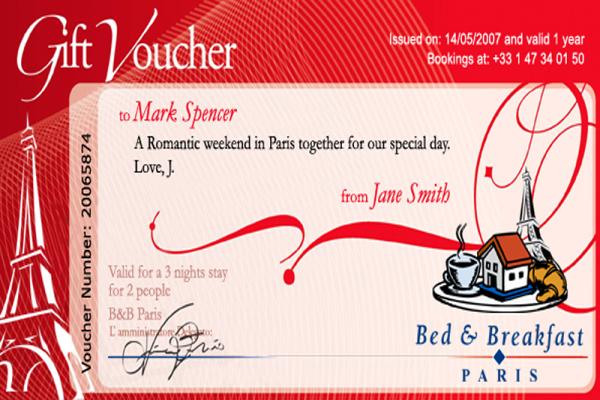 Gift Voucher
Issued on: 14/05/2007 and valid 1 year
Bookings at: +33 1 47 34 01 50
to Mark Spencer
A Romantic weekend in Paris together for our special day.
Love, J.
from Jane Smith
Voucher Number: 20065874
Valid for a 3 nights stay
for 2 people
B&B Paris
L' amministratore
Bed & Breakfast
PARIS